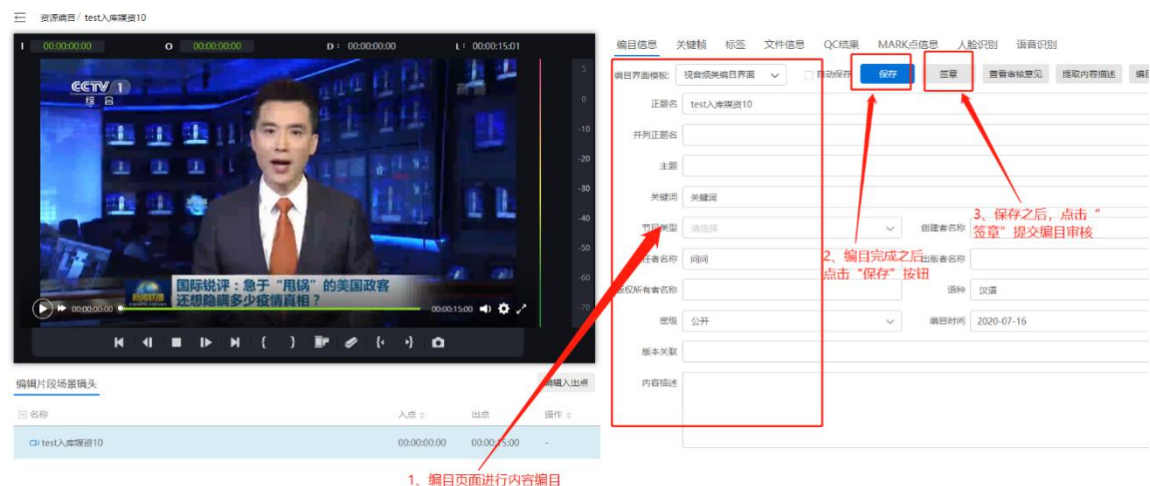 资源编目/ test入库媒资10
I 00:00:00:00 O 00:00:00:00 D： 00:00:00:00 L： 00:00:15:01
CCTV 1
综合
5
0
-10
-20
-30
-40
-50
-60
-70
新闻联播
国际锐评：急于“甩锅”的美国政客
还想隐瞒多少疫情真相？
00:00:00:00 00:00:15:00
编辑片段场景镜头
编辑入出点
名称 入点 出点 操作
test入库媒资10 00:00:00:00 00:00:15:00 -
1、编目页面进行内容编目
编目信息 关键帧 标签 文件信息 QC结果 MARK点信息 人脸识别 语音识别
编目界面模板: 视音频类编目界面 自动保存 保存 签章 查看审核意见 提取内容描述
正题名 test入库媒资10
并列正题名
主题
关键词 关键词
节目类型 请选择 创建者名称
任者名称 间间 出版者名称
版权所有者名称 语种 汉语
密级 公开 编目时间 2020-07-16
版本关联
内容描述
2、编目完成之后
点击“保存”按钮
3、保存之后，点击“
签章”提交编目审核